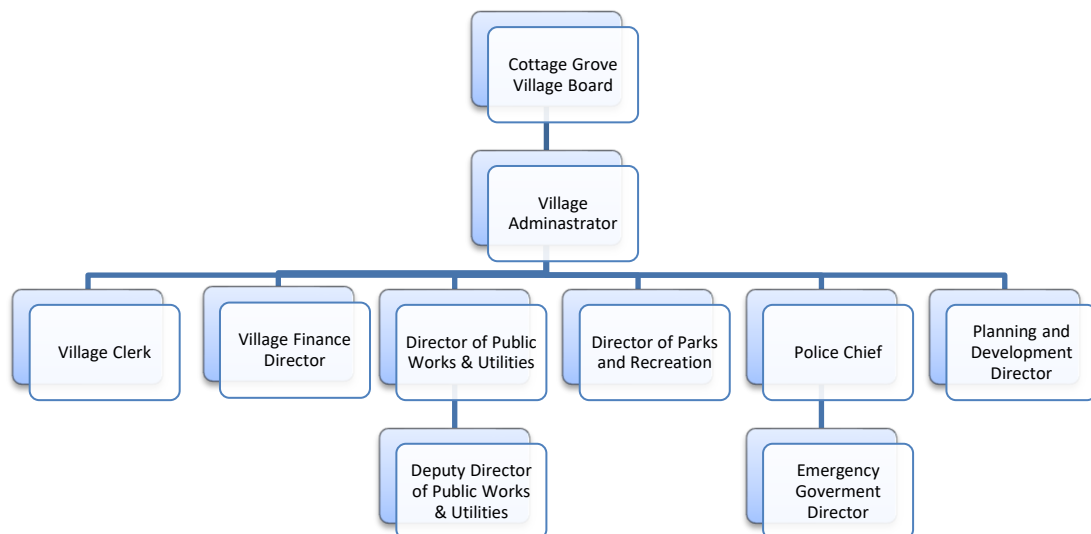 Cottage Grove
Village Board
Village
Adminastrator
Village Clerk
Village Finance
Director
Director of Public
Works & Utilities
Director of Parks
and Recreation
Police Chief
Planning and
Development
Director
Deputy Director
of Public Works
& Utilities
Emergency
Goverment
Director